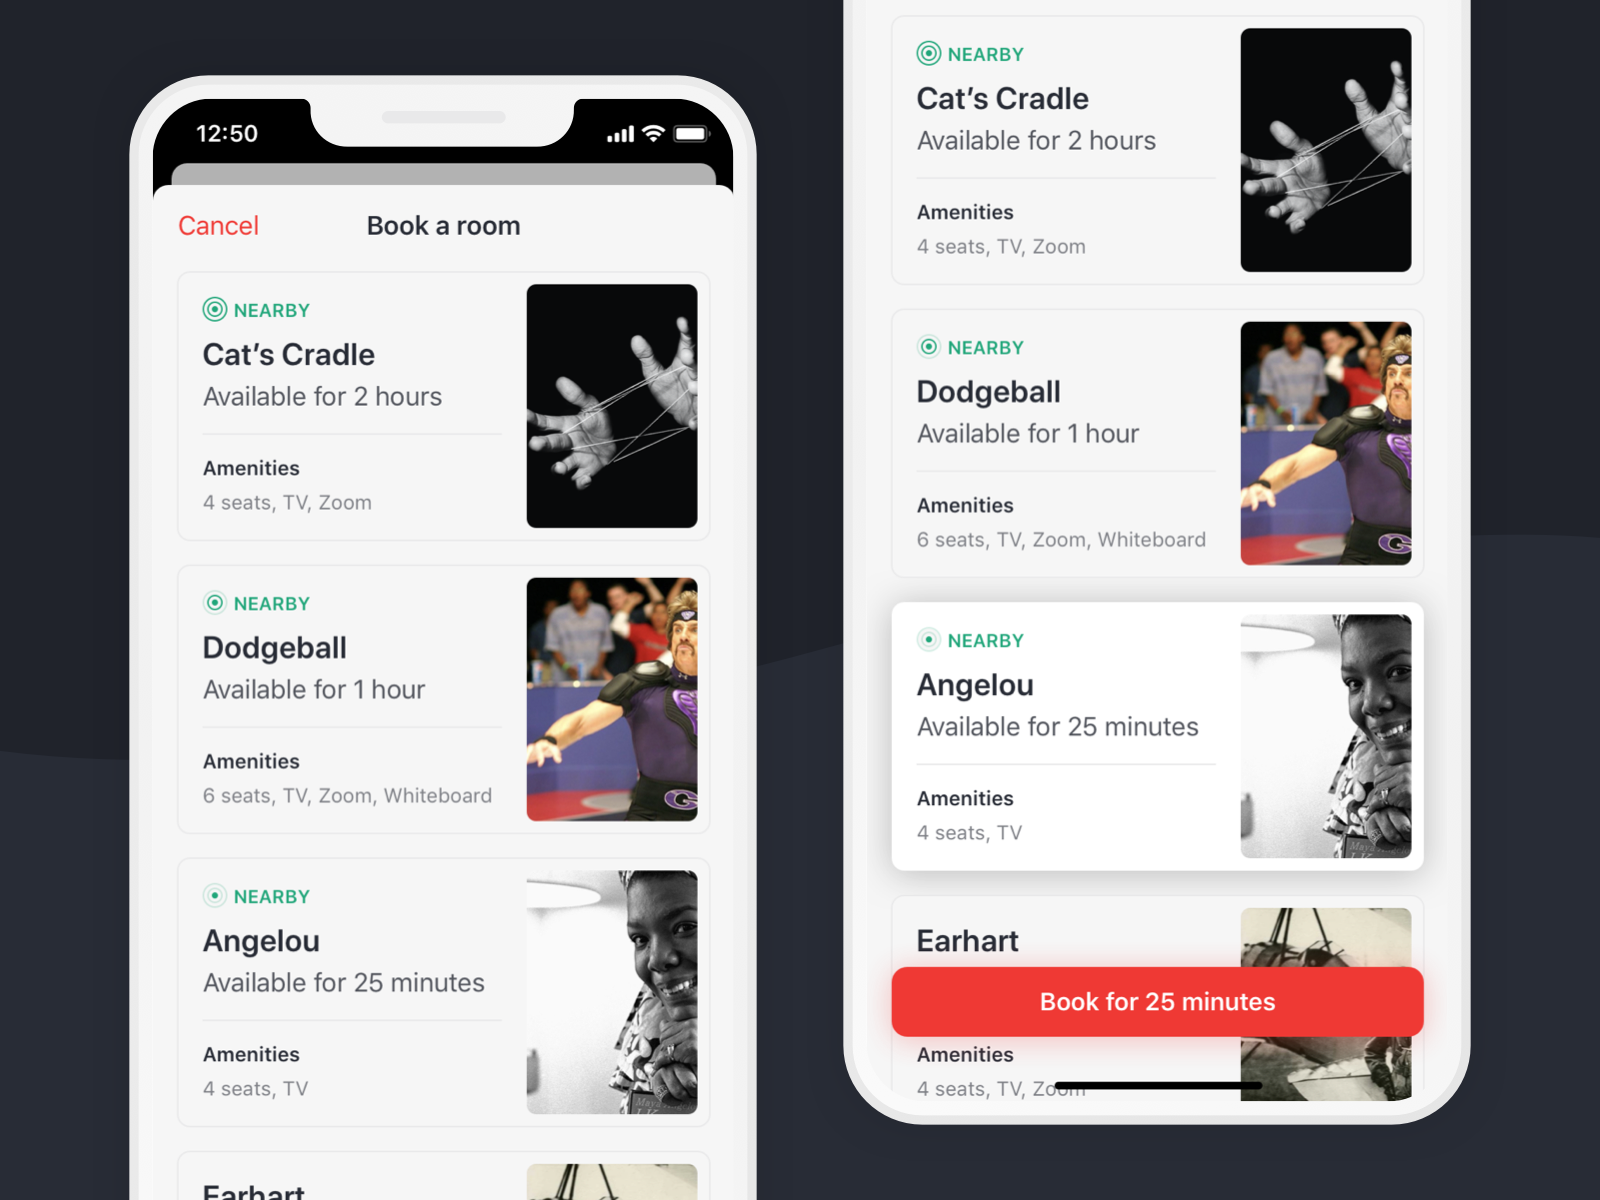 12:50
Cancel
Book a room
NEARBY
Cat's Cradle
Available for 2 hours
Amenities
4 seats, TV, Zoom
NEARBY
Dodgeball
Available for 1 hour
Amenities
6 seats, TV, Zoom, Whiteboard
NEARBY
Angelou
Available for 25 minutes
Amenities
4 seats, TV
Earhart
NEARBY
Cat's Cradle
Available for 2 hours
Amenities
4 seats, TV, Zoom
NEARBY
Dodgeball
Available for 1 hour
Amenities
6 seats, TV, Zoom, Whiteboard
NEARBY
Angelou
Available for 25 minutes
Amenities
4 seats, TV
Earhart
Book for 25 minutes
Amenities
4 seats, TV, Zoom